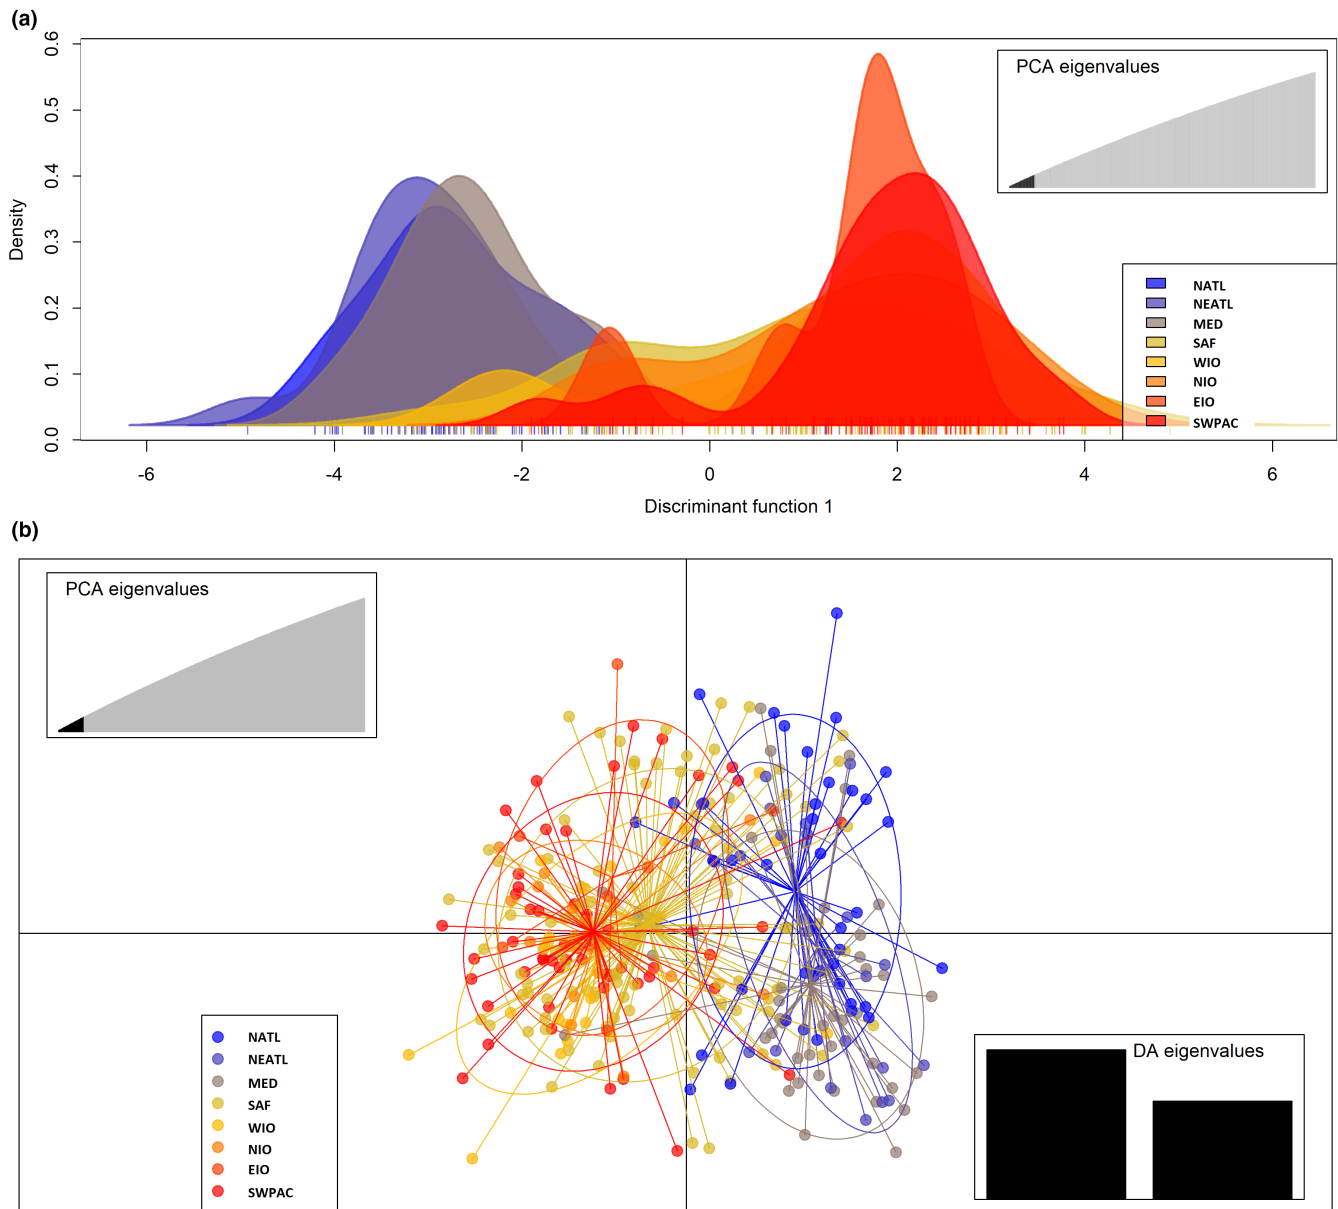 (a)
0.6
0.5
0.4
0.3
0.2
0.1
0.0
Density
PCA eigenvalues
NATL
NEATL
MED
SAF
WIO
NIO
EIO
SWPAC
-6
-4
-2
0
2
4
6
Discriminant function 1
(b)
PCA eigenvalues
NATL
NEATL
MED
SAF
WIO
NIO
EIO
SWPAC
DA eigenvalues